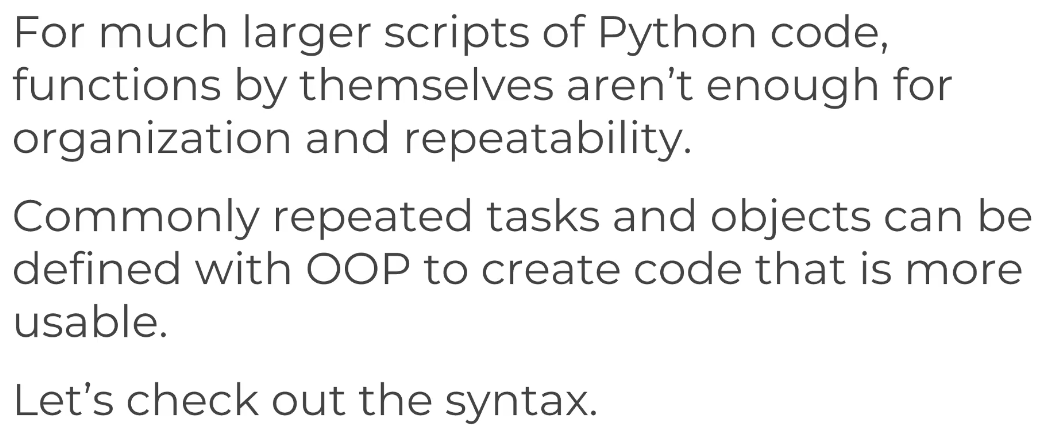 For much larger scripts of Python code,
functions by themselves aren’t enough for
organization and repeatability.
Commonly repeated tasks and objects can be
defined with OOP to create code that is more
usable.
Let’s check out the syntax.